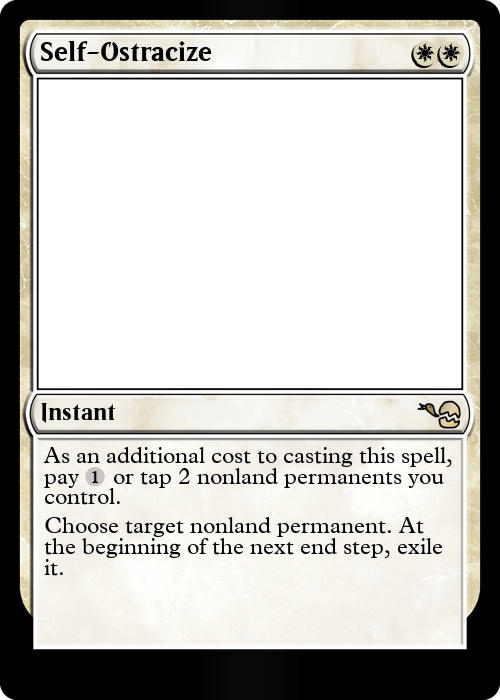 Self-Ostracize
Instant
As an additional cost to casting this spell,
pay 1 or tap 2 nonland permanents you
control.
Choose target nonland permanent. At
the beginning of the next end step, exile
it.